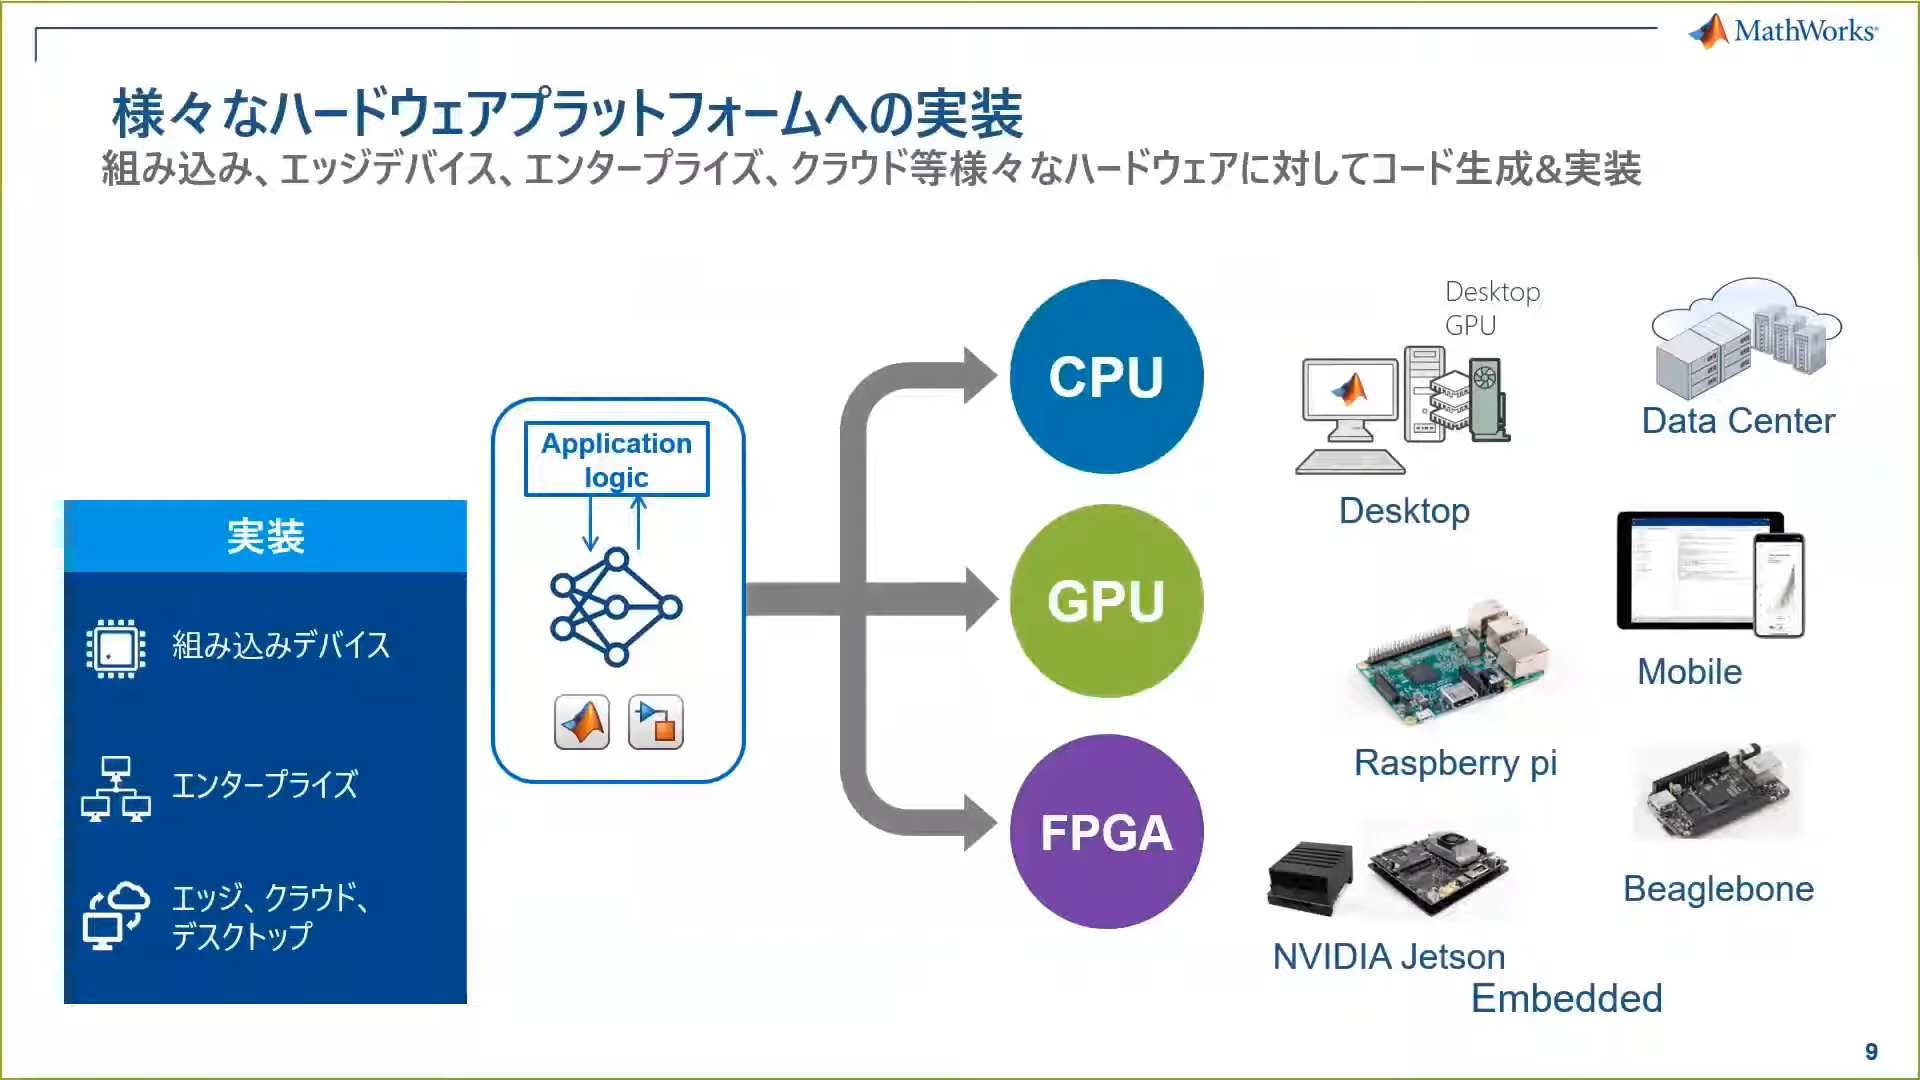 MathWorks
様々なハードウェアプラットフォームへの実装
組み込み、エッジデバイス、エンタープライズ、クラウド等様々なハードウェアに対してコード生成&実装
実装
組み込みデバイス
エンタープライズ
エッジ、クラウド、
デスクトップ
Application
logic
CPU
GPU
FPGA
Desktop
GPU
Desktop
Data Center
Mobile
Raspberry pi
Beaglebone
NVIDIA Jetson
Embedded
9